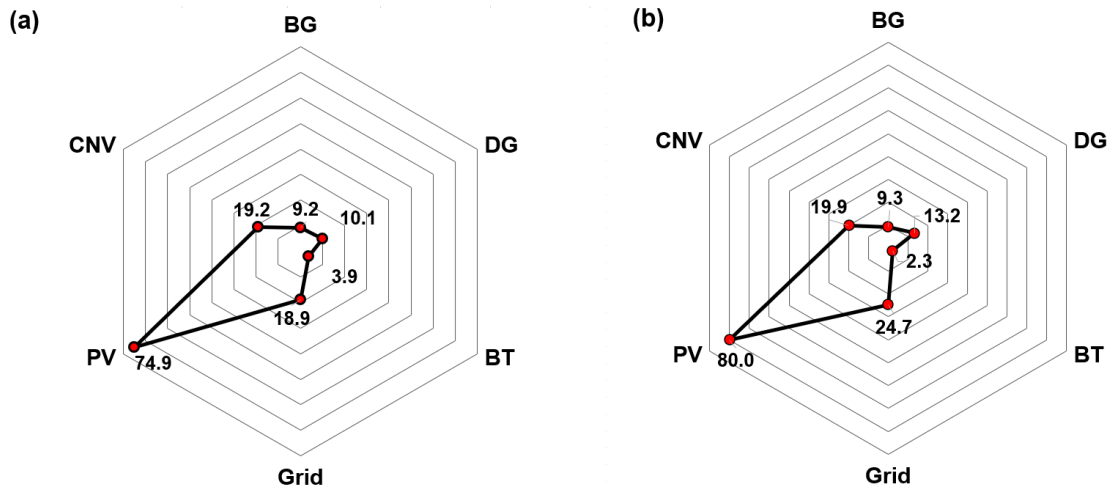 (a)
BG
CNV
DG
19.2
9.2
10.1
3.9
18.9
PV
74.9
BT
Grid
(b)
BG
CNV
DG
19.9
9.3
13.2
2.3
24.7
PV
80.0
BT
Grid